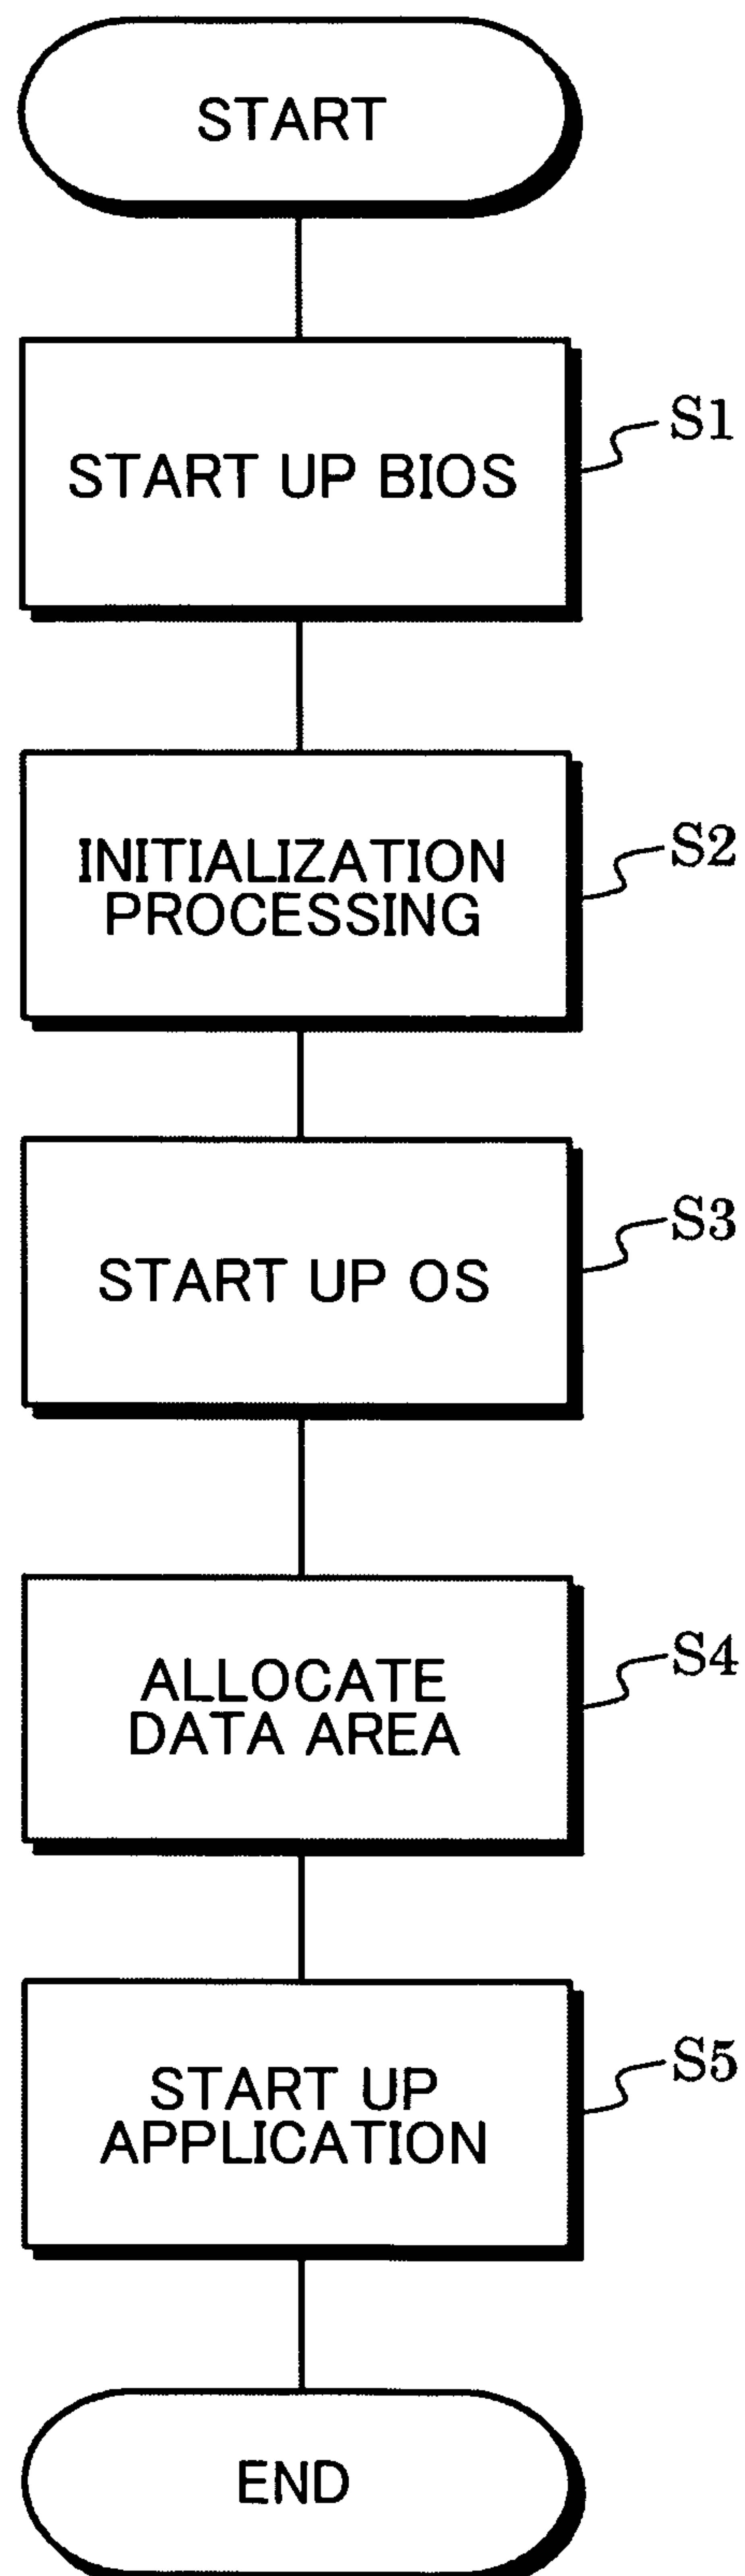 START
START UP BIOS
S1
INITIALIZATION
PROCESSING
S2
START UP OS
S3
ALLOCATE
DATA AREA
S4
START UP
APPLICATION
S5
END